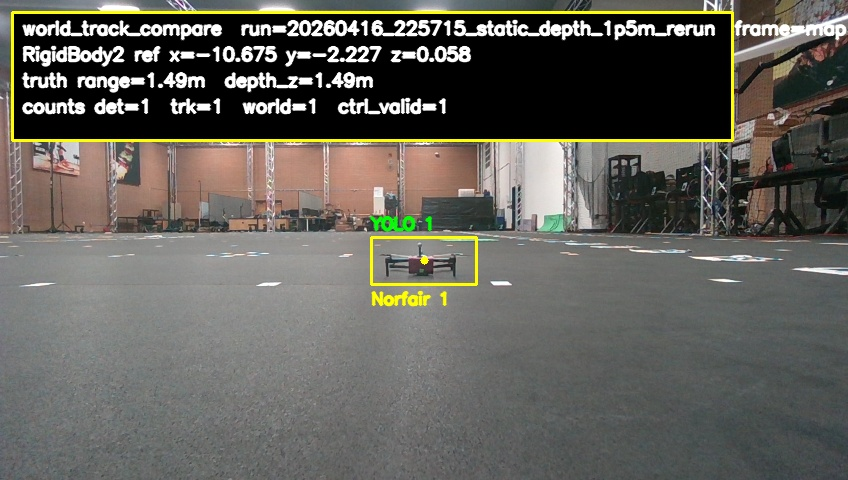 world_track_compare run=20260416_225715_static_depth_1p5m_rerun frame=map
RigidBody2 ref x=-10.675 y=-2.227 z=0.058
truth range=1.49m depth_z=1.49m
counts det=1 trk=1 world=1 ctrl_valid=1
YOLO 1
Norfair 1